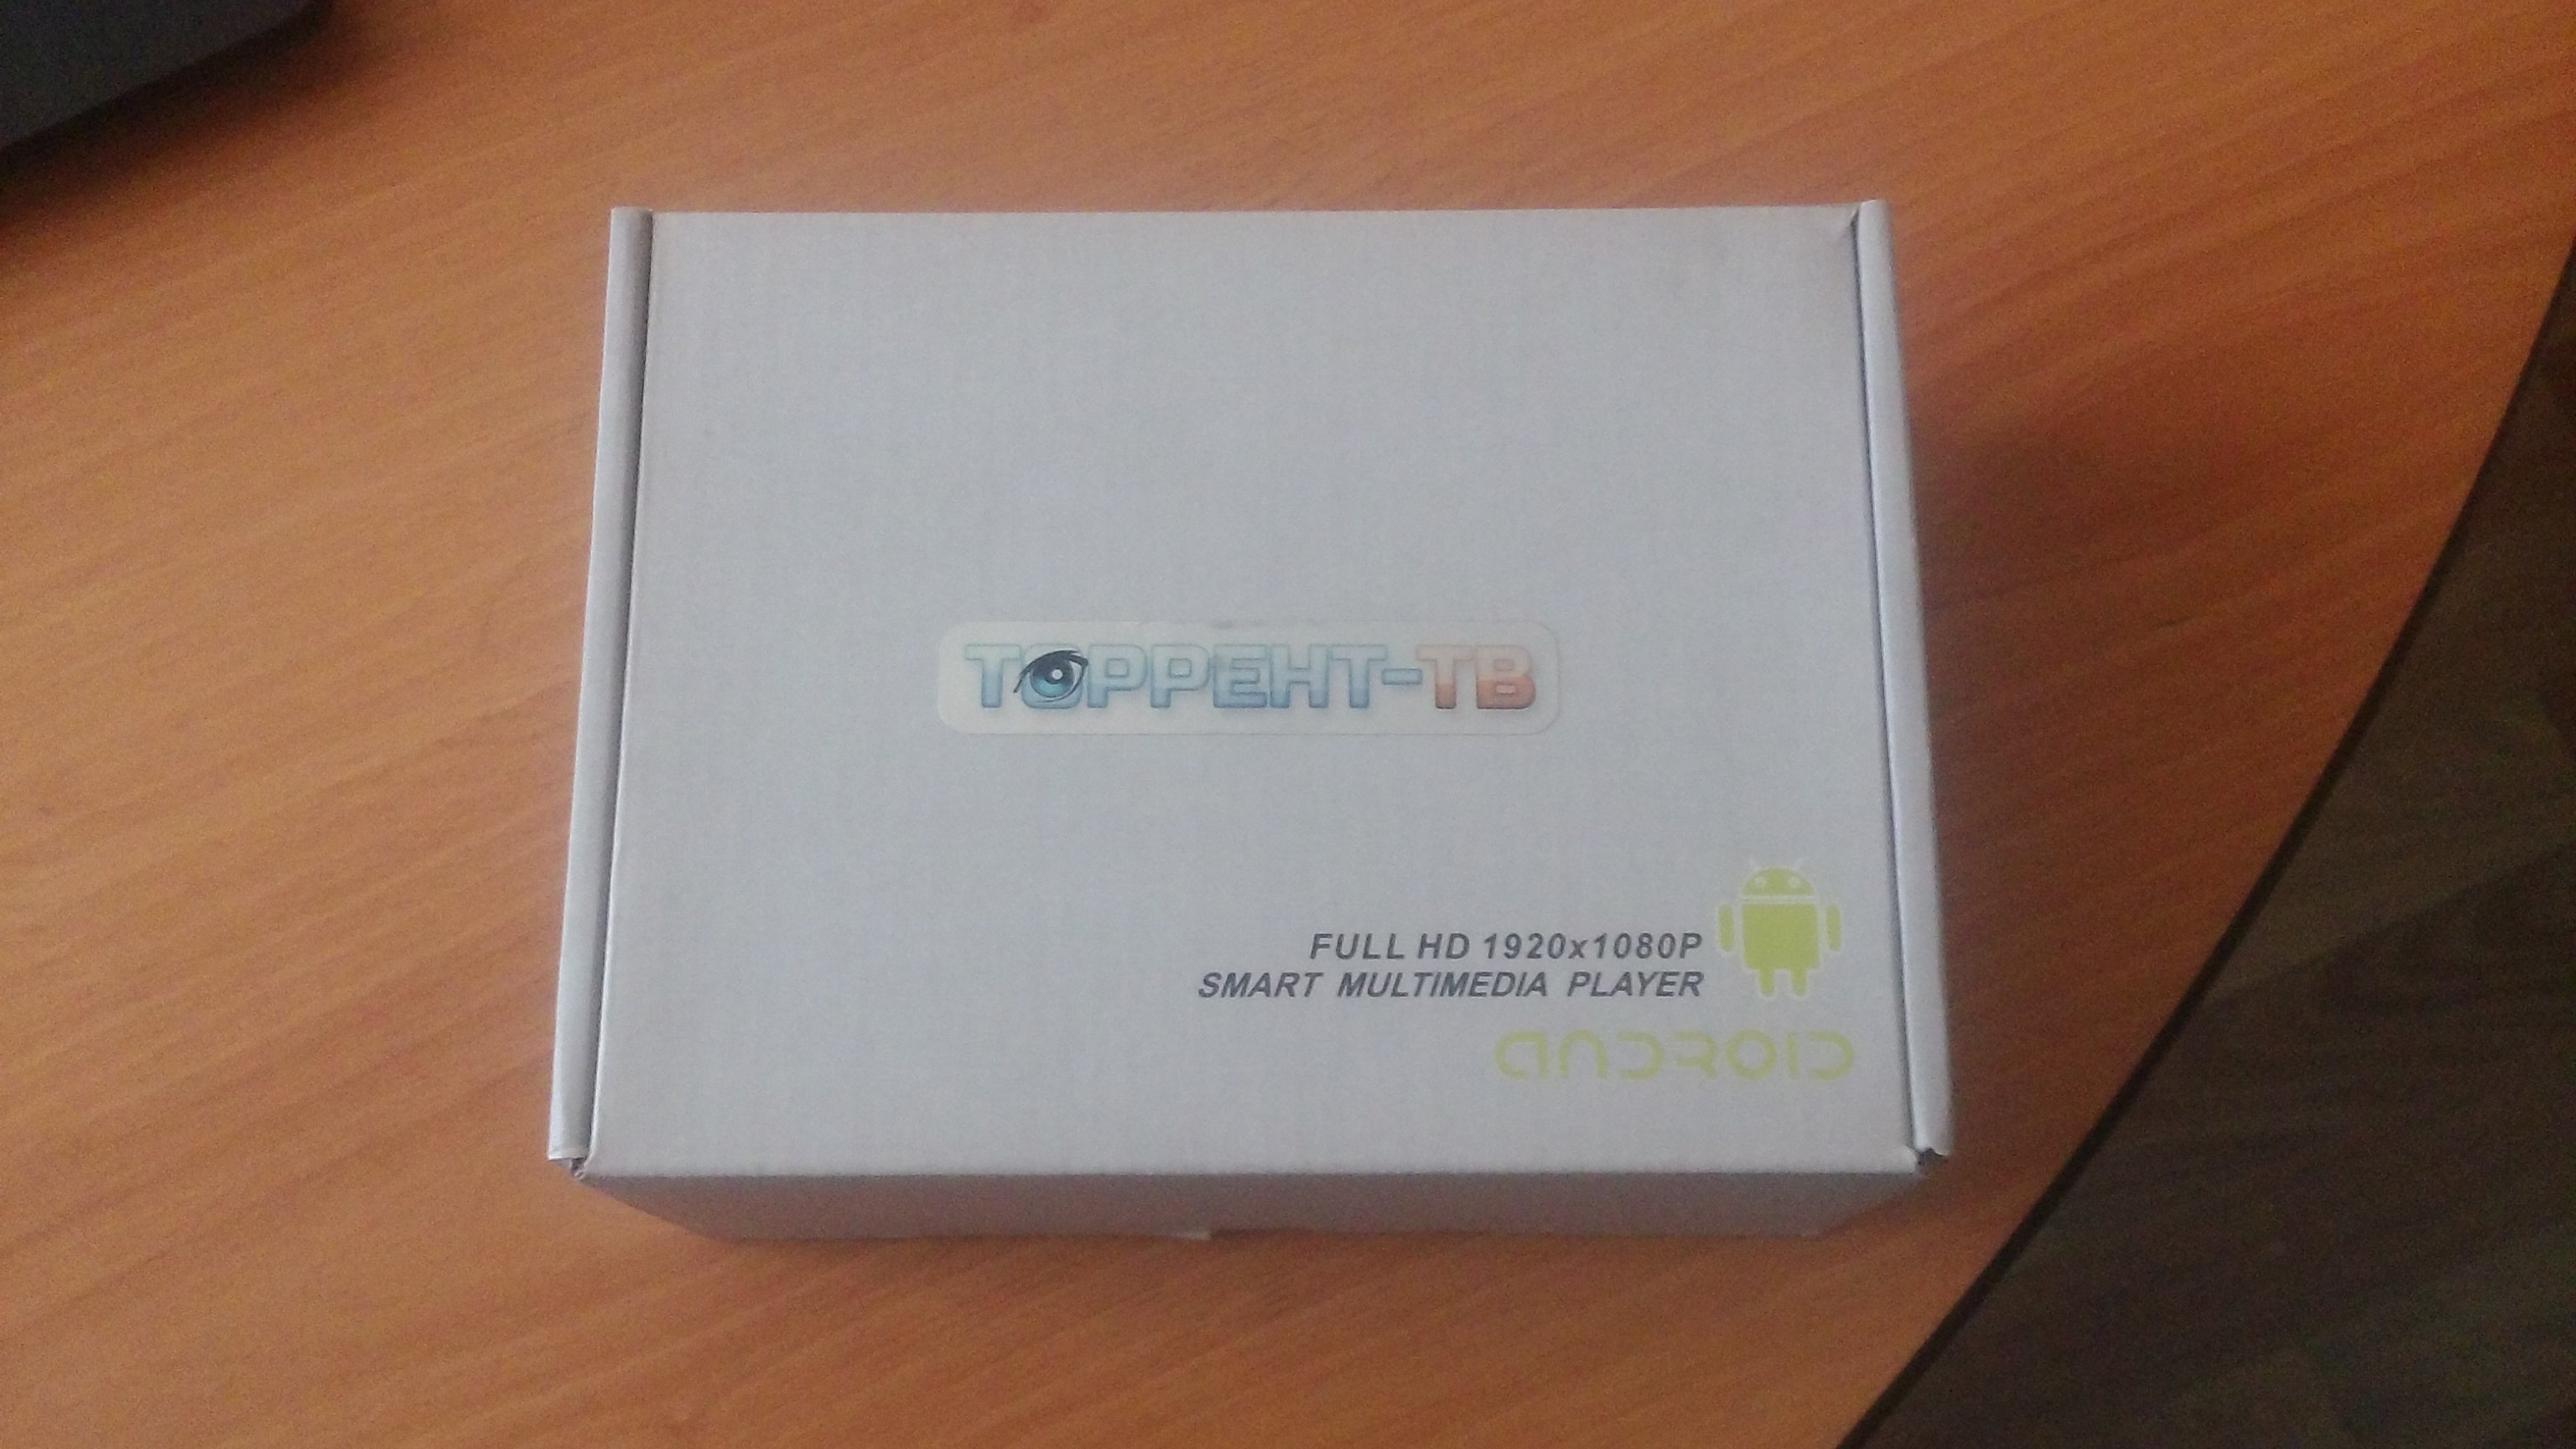 ТОРРЕНТ-ТВ
FULL HD 1920x1080P
SMART MULTIMEDIA PLAYER
ANDROID